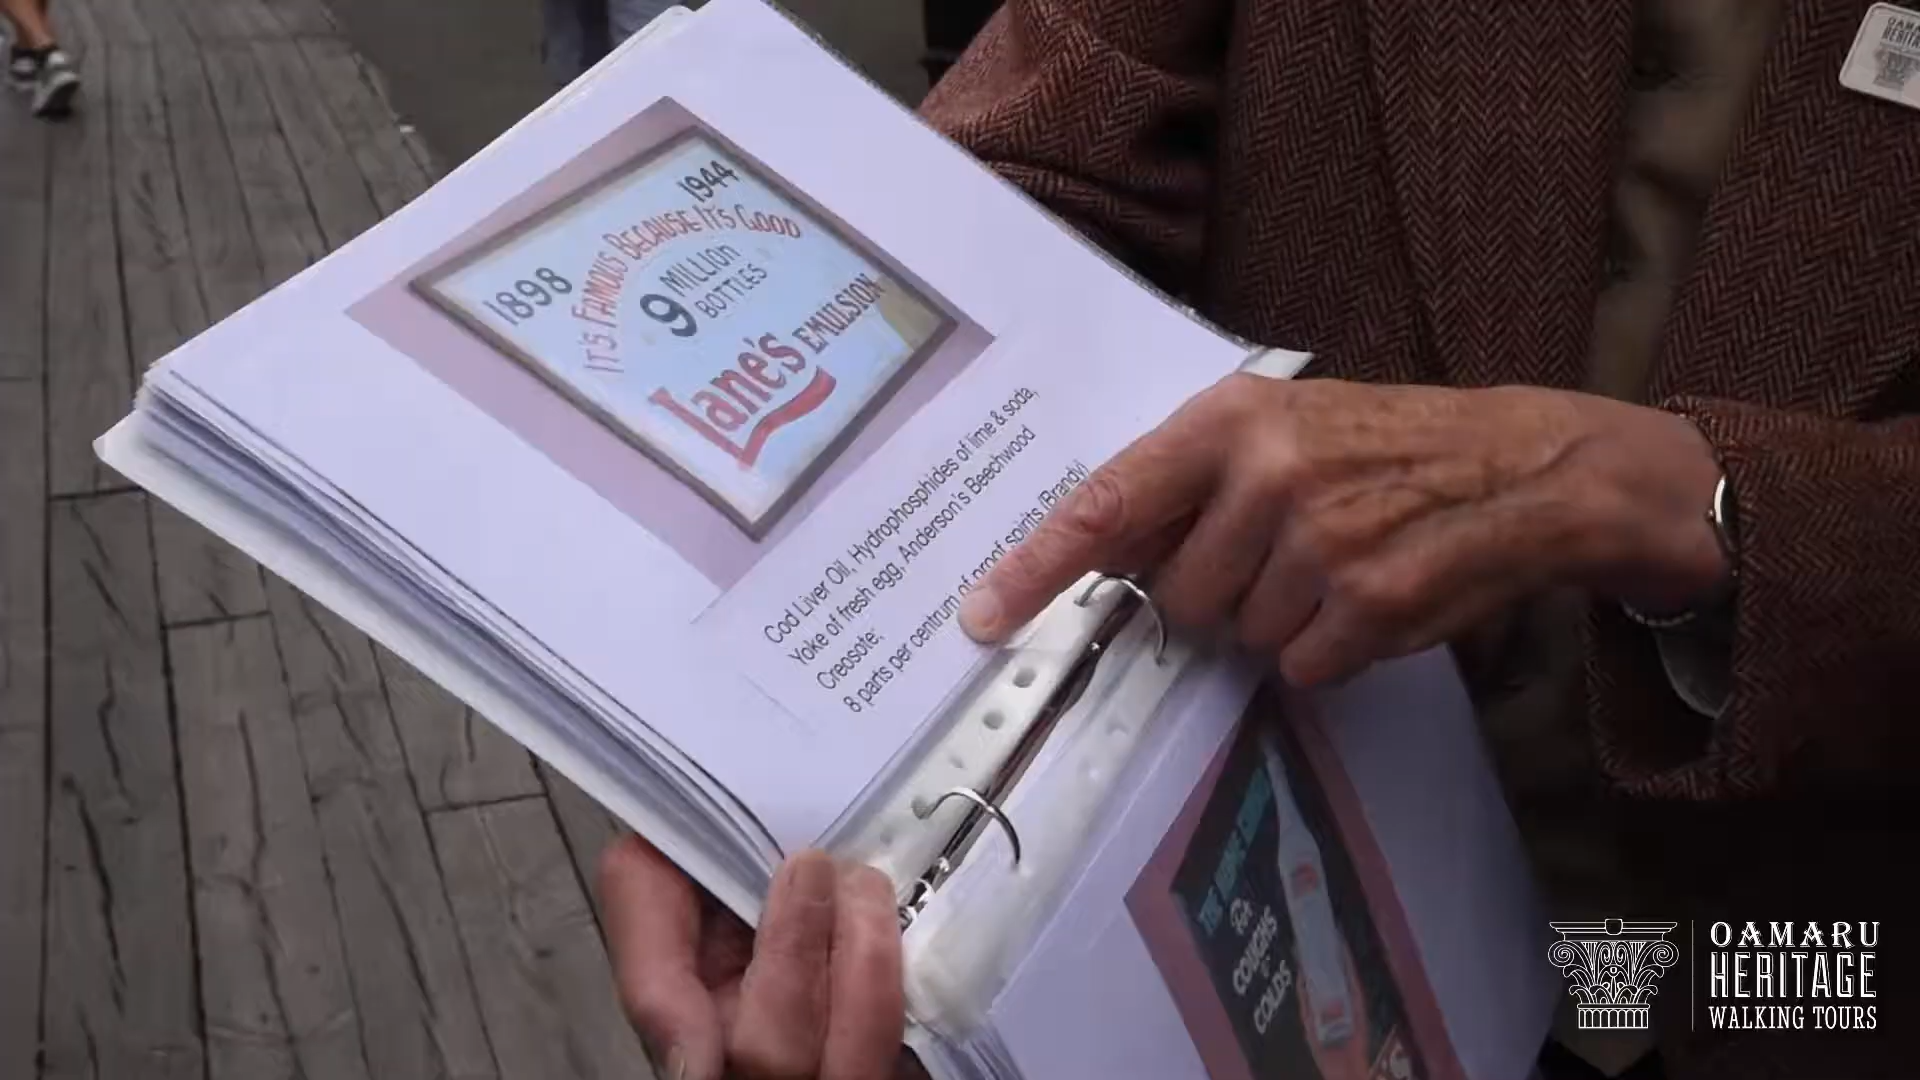 1898
1944
IT'S FAMOUS BECAUSE IT'S GOOD
9 MILLION
BOTTLES
Lane's EMULSION
Cod Liver Oil, Hydrophosphides of lime & soda,
Yoke of fresh egg, Anderson's Beechwood
Creosote;
8 parts per centrum of proof spirits (Brandy)
For
COUGHS
&
COLDS
OAMARU
HERITAGE
WALKING TOURS